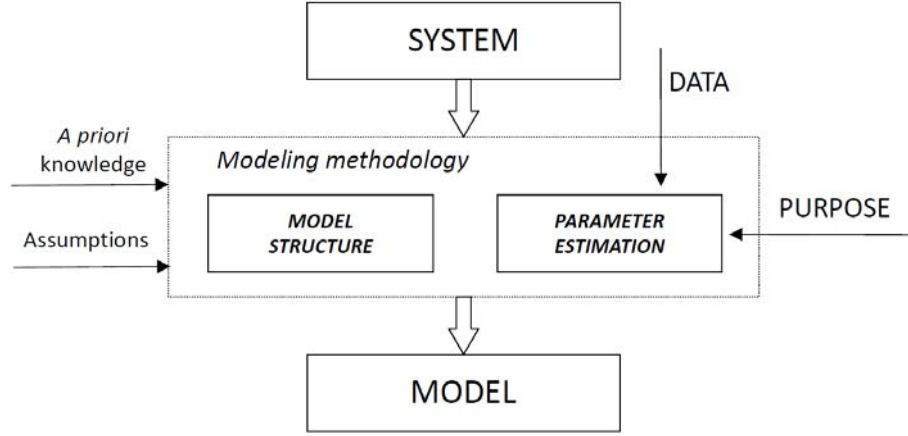 SYSTEM
DATA
A priori
knowledge
Modeling methodology
MODEL
STRUCTURE
PARAMETER
ESTIMATION
PURPOSE
Assumptions
MODEL